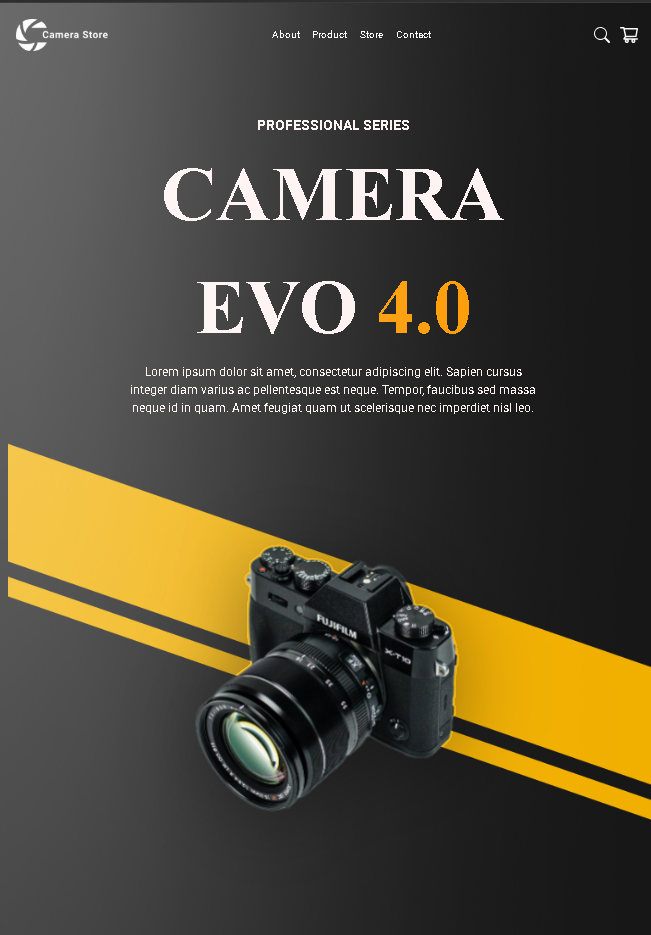 Camera Store
About Product Store Contact
PROFESSIONAL SERIES
CAMERA
EVO 4.0
Lorem ipsum dolor sit amet, consectetur adipiscing elit. Sapien cursus
integer diam varius ac pellentesque est neque. Tempor, faucibus sed massa
neque id in quam. Amet feugiat quam ut scelerisque nec imperdiet nisl leo.
FUJIFILM
X-T10